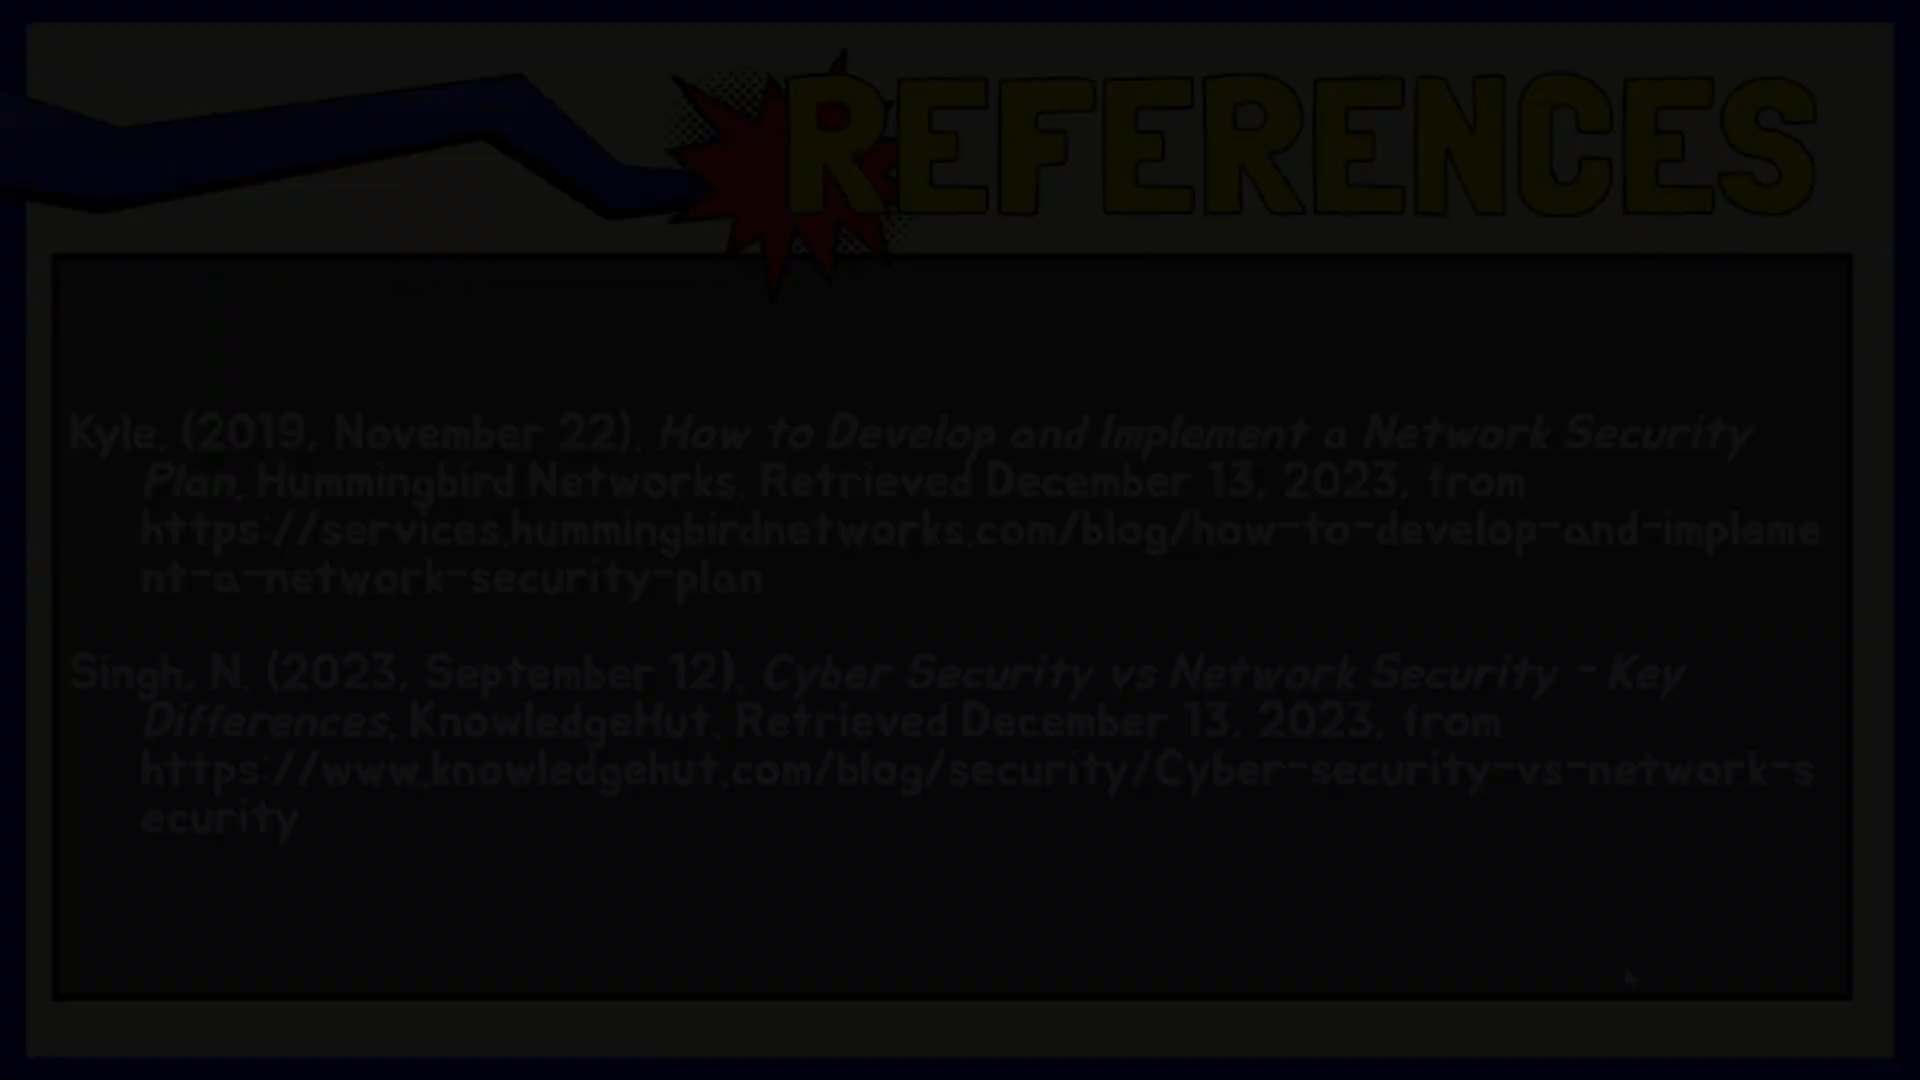 REFERENCES
Kyle. (2019, November 22). How to Develop and Implement a Network Security
Plan. Hummingbird Networks. Retrieved December 13, 2023, from
https://services.hummingbirdnetworks.com/blog/how-to-develop-and-impleme
nt-a-network-security-plan
Singh, N. (2023, September 12). Cyber Security vs Network Security - Key
Differences. KnowledgeHut. Retrieved December 13, 2023, from
https://www.knowledgehut.com/blog/security/Cyber-security-vs-network-s
ecurity